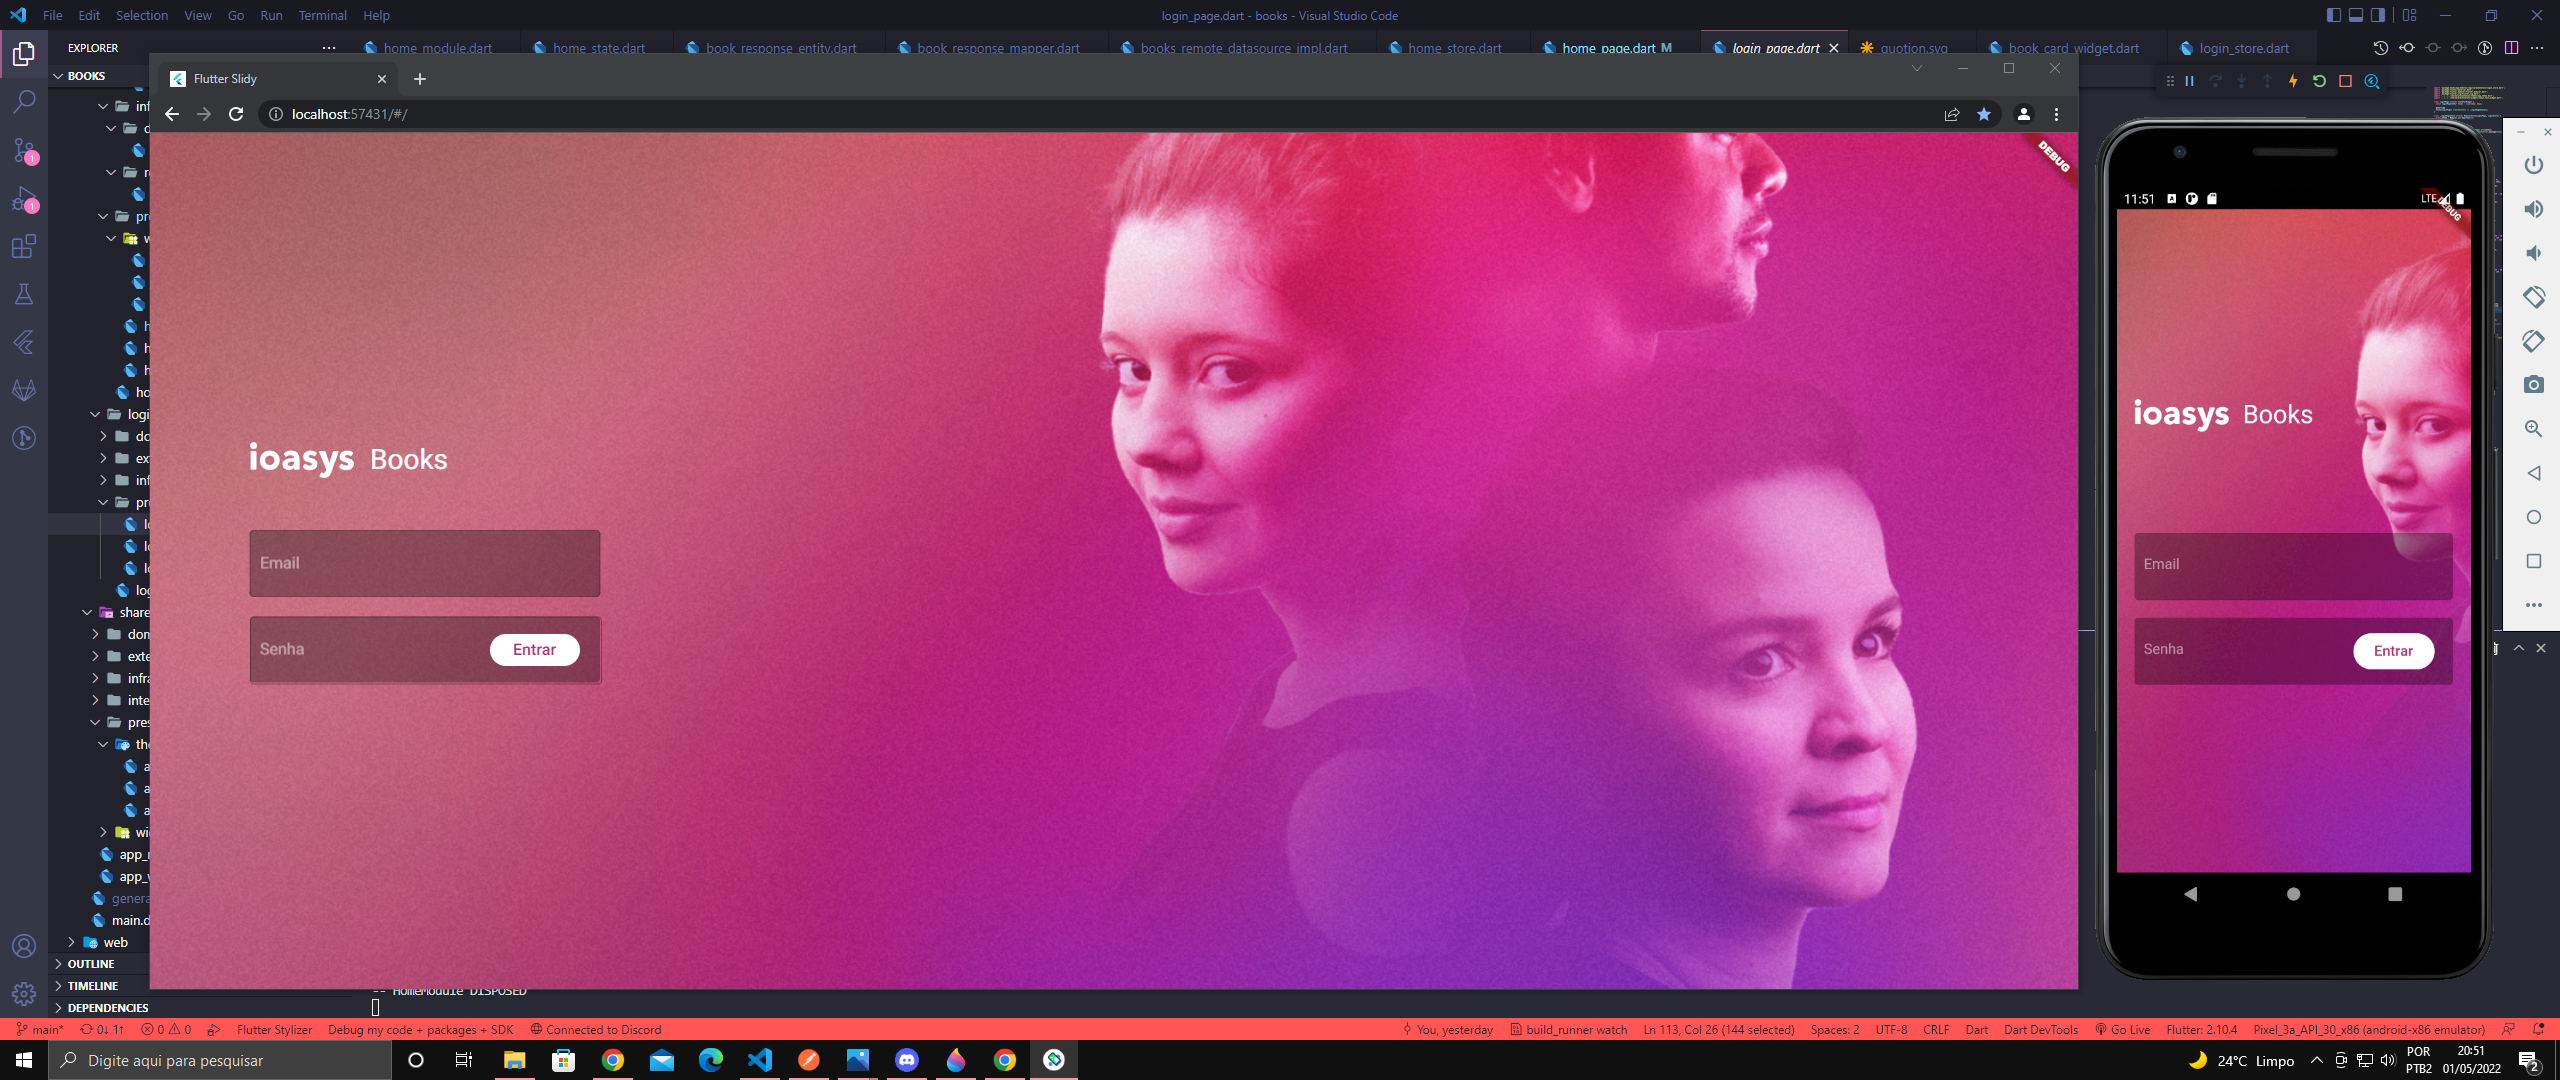 File Edit Selection View Go Run Terminal Help
login_page.dart - books - Visual Studio Code
EXPLORER
home_module.dart home_state.dart book_response_entity.dart book_response_mapper.dart books_remote_datasource_impl.dart home_store.dart home_page.dart M login_page.dart quotion.svg book_card_widget.dart login_store.dart
BOOKS
Flutter Slidy
localhost:57431/#/
DEBUG
ioasys Books
Email
Senha
Entrar
11:51
LTE
DEBUG
ioasys Books
Email
Senha
Entrar
inf
d
r
pr
w
h
h
h
ho
logi
do
ex
inf
pr
lo
lo
lo
log
share
don
exte
infra
inte
pres
the
a
a
a
wi
app_
app_
genera
main.d
web
OUTLINE
TIMELINE
DEPENDENCIES
1
1
-- HomeModule DISPOSED
main* 0↓ 1↑ 0 0 Flutter Stylizer Debug my code + packages + SDK Connected to Discord
You, yesterday build_runner watch Ln 113, Col 26 (144 selected) Spaces: 2 UTF-8 CRLF Dart Dart DevTools Go Live Flutter: 2.10.4 Pixel_3a_API_30_x86 (android-x86 emulator)
Digite aqui para pesquisar
24°C Limpo
POR
PTB2
20:51
01/05/2022
2